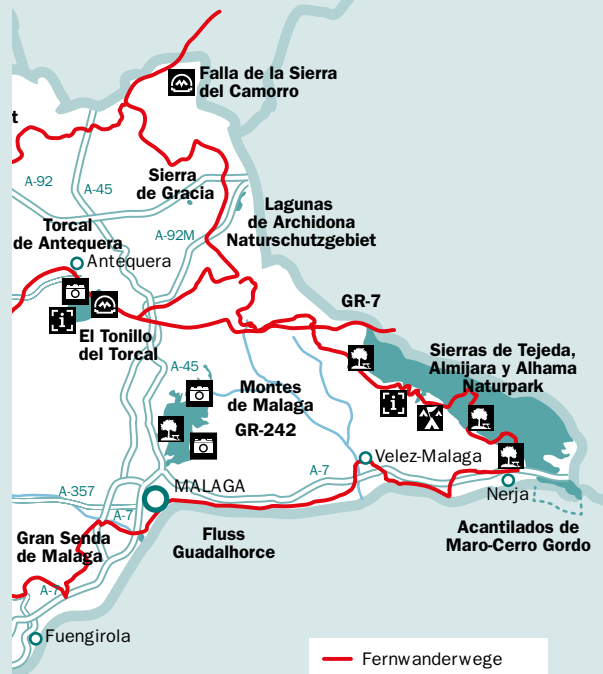 Falla de la Sierra
del Camorro
t
A-92
A-45
Sierra
de Gracia
Lagunas
de Archidona
Naturschutzgebiet
Torcal
de Antequera
A-92M
Antequera
GR-7
El Tonillo
del Torcal
Sierras de Tejeda,
Almijara y Alhama
Naturpark
A-45
Montes
de Malaga
GR-242
Velez-Malaga
A-7
MALAGA
Nerja
A-357
A-7
Acantilados de
Maro-Cerro Gordo
Gran Senda
de Malaga
Fluss
Guadalhorce
A-7
Fuengirola
Fernwanderwege